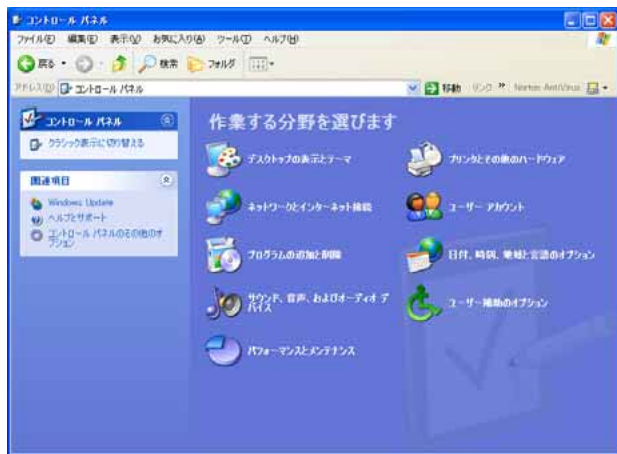 コントロール パネル
ファイル(F) 編集(E) 表示(V) お気に入り(A) ツール(T) ヘルプ(H)
戻る 検索 フォルダ
アドレス(D) コントロール パネル 移動 リンク » Norton AntiVirus
コントロール パネル
クラシック表示に切り替える
関連項目
Windows Update
ヘルプとサポート
コントロール パネルのその他のオ
プション
作業する分野を選びます
デスクトップの表示とテーマ
プリンタとその他のハードウェア
ネットワークとインターネット接続
ユーザー アカウント
プログラムの追加と削除
日付、時刻、地域と言語のオプション
サウンド、音声、およびオーディオ デ
バイス
ユーザー補助のオプション
パフォーマンスとメンテナンス